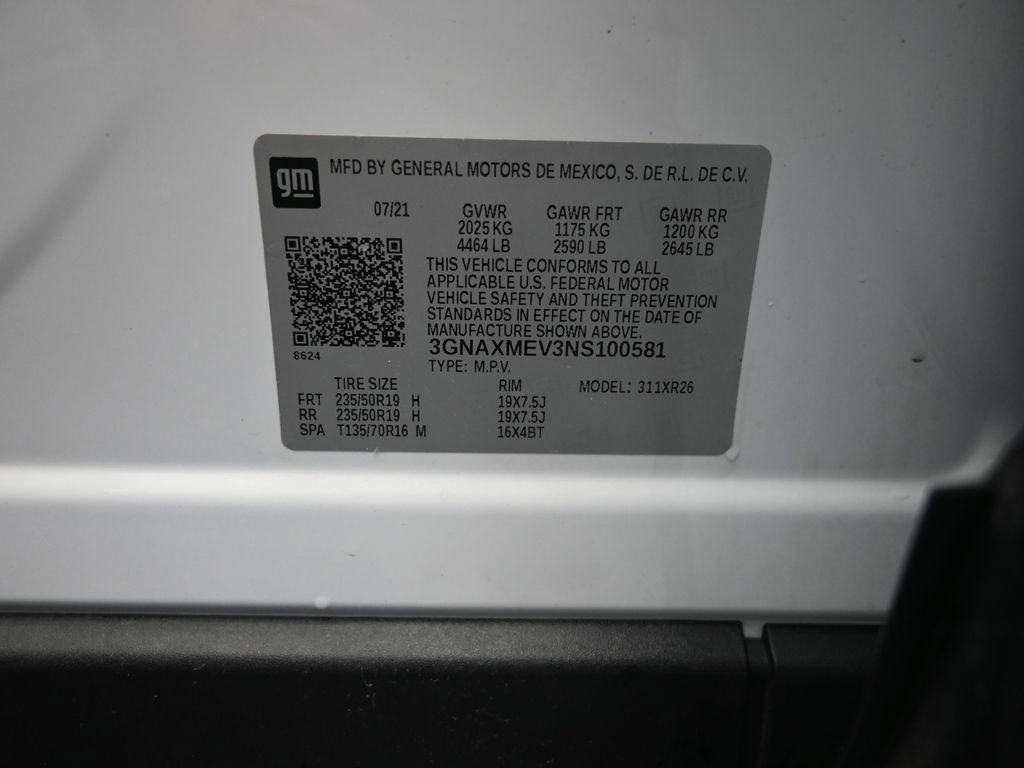 gm MFD BY GENERAL MOTORS DE MEXICO, S. DE R.L. DE C.V.
07/21 GVWR GAWR FRT GAWR RR
2025 KG 1175 KG 1200 KG
4464 LB 2590 LB 2645 LB
THIS VEHICLE CONFORMS TO ALL
APPLICABLE U.S. FEDERAL MOTOR
VEHICLE SAFETY AND THEFT PREVENTION
STANDARDS IN EFFECT ON THE DATE OF
MANUFACTURE SHOWN ABOVE.
3GNAXMEV3NS100581
8624
TYPE: M.P.V.
TIRE SIZE RIM MODEL: 311XR26
FRT 235/50R19 H 19X7.5J
RR 235/50R19 H 19X7.5J
SPA T135/70R16 M 16X4BT